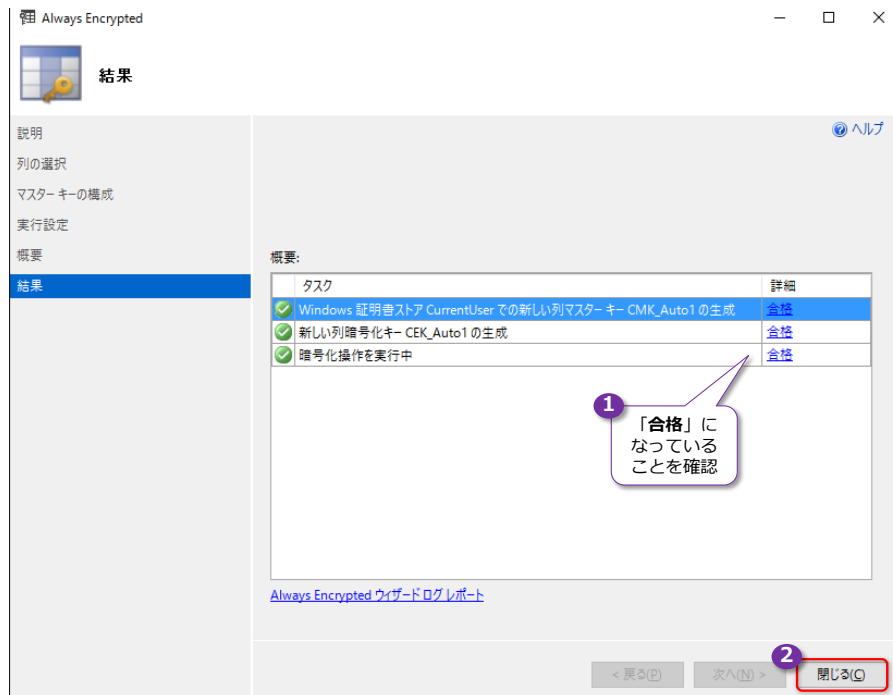 Always Encrypted
結果
ヘルプ
説明
列の選択
マスター キーの構成
実行設定
概要
結果
概要:
タスク 詳細
Windows 証明書ストア CurrentUser での新しい列マスター キー CMK_Auto1 の生成 合格
新しい列暗号化キー CEK_Auto1 の生成 合格
暗号化操作を実行中 合格
1
「合格」に
なっている
ことを確認
Always Encrypted ウィザード ログ レポート
2
< 戻る(P) 次へ(N) > 閉じる(C)